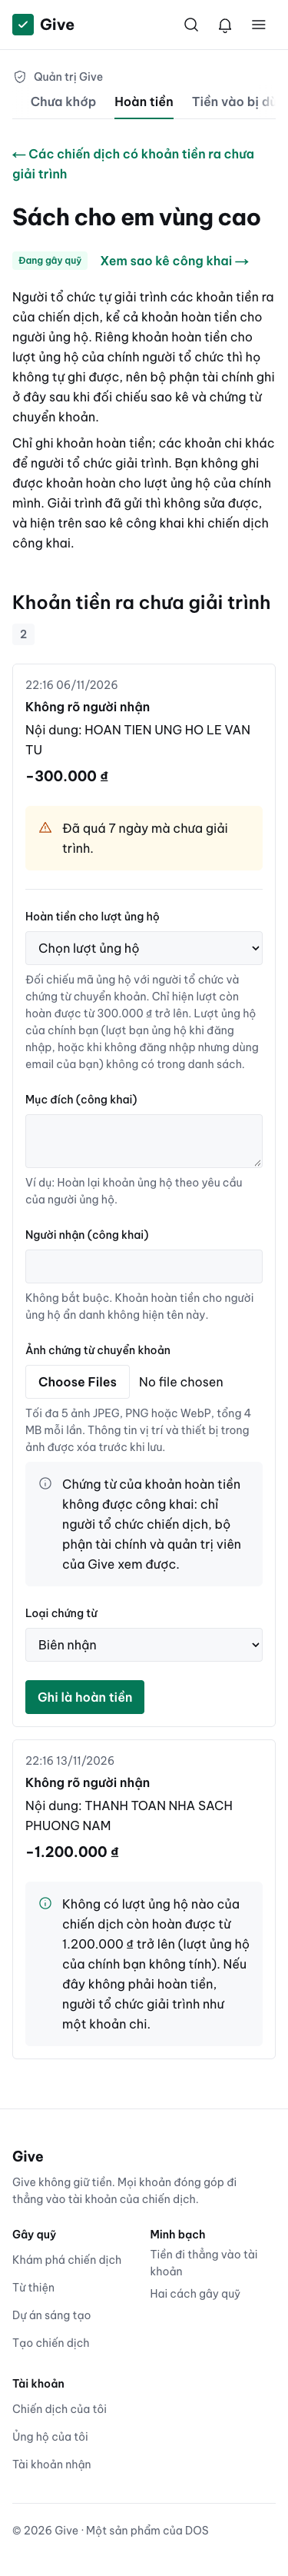 Give
Quản trị Give
Chưa khớp Hoàn tiền Tiền vào bị
← Các chiến dịch có khoản tiền ra chưa
giải trình
Sách cho em vùng cao
Đang gây quỹ Xem sao kê công khai →
Người tổ chức tự giải trình các khoản tiền ra
của chiến dịch, kể cả khoản hoàn tiền cho
người ủng hộ. Riêng khoản hoàn tiền cho
lượt ủng hộ của chính người tổ chức thì họ
không tự ghi được, nên bộ phận tài chính ghi
ở đây sau khi đối chiếu sao kê và chứng từ
chuyển khoản.
Chỉ ghi khoản hoàn tiền; các khoản chi khác
để người tổ chức giải trình. Bạn không ghi
được khoản hoàn cho lượt ủng hộ của chính
mình. Giải trình đã gửi thì không sửa được,
và hiện trên sao kê công khai khi chiến dịch
công khai.
Khoản tiền ra chưa giải trình
2
22:16 06/11/2026
Không rõ người nhận
Nội dung: HOAN TIEN UNG HO LE VAN
TU
-300.000 ₫
Đã quá 7 ngày mà chưa giải
trình.
Hoàn tiền cho lượt ủng hộ
Chọn lượt ủng hộ
Đối chiếu mã ủng hộ với người tổ chức và
chứng từ chuyển khoản. Chỉ hiện lượt còn
hoàn được từ 300.000 ₫ trở lên. Lượt ủng hộ
của chính bạn (lượt bạn ủng hộ khi đăng
nhập, hoặc khi không đăng nhập nhưng dùng
email của bạn) không có trong danh sách.
Mục đích (công khai)
Ví dụ: Hoàn lại khoản ủng hộ theo yêu cầu
của người ủng hộ.
Người nhận (công khai)
Không bắt buộc. Khoản hoàn tiền cho người
ủng hộ ẩn danh không hiện tên này.
Ảnh chứng từ chuyển khoản
Choose Files No file chosen
Tối đa 5 ảnh JPEG, PNG hoặc WebP, tổng 4
MB mỗi lần. Thông tin vị trí và thiết bị trong
ảnh được xóa trước khi lưu.
Chứng từ của khoản hoàn tiền
không được công khai: chỉ
người tổ chức chiến dịch, bộ
phận tài chính và quản trị viên
của Give xem được.
Loại chứng từ
Biên nhận
Ghi là hoàn tiền
22:16 13/11/2026
Không rõ người nhận
Nội dung: THANH TOAN NHA SACH
PHUONG NAM
-1.200.000 ₫
Không có lượt ủng hộ nào của
chiến dịch còn hoàn được từ
1.200.000 ₫ trở lên (lượt ủng hộ
của chính bạn không tính). Nếu
đây không phải hoàn tiền,
người tổ chức giải trình như
một khoản chi.
Give
Give không giữ tiền. Mọi khoản đóng góp đi
thẳng vào tài khoản của chiến dịch.
Gây quỹ
Khám phá chiến dịch
Từ thiện
Dự án sáng tạo
Tạo chiến dịch
Minh bạch
Tiền đi thẳng vào tài
khoản
Hai cách gây quỹ
Tài khoản
Chiến dịch của tôi
Ủng hộ của tôi
Tài khoản nhận
© 2026 Give · Một sản phẩm của DOS